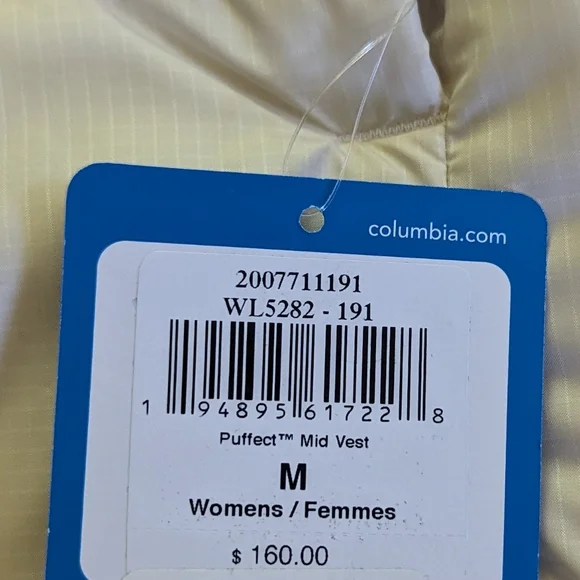 columbia.com
2007711191
WL5282 - 191
1 94895 61722 8
Puffect™ Mid Vest
M
Womens / Femmes
$ 160.00